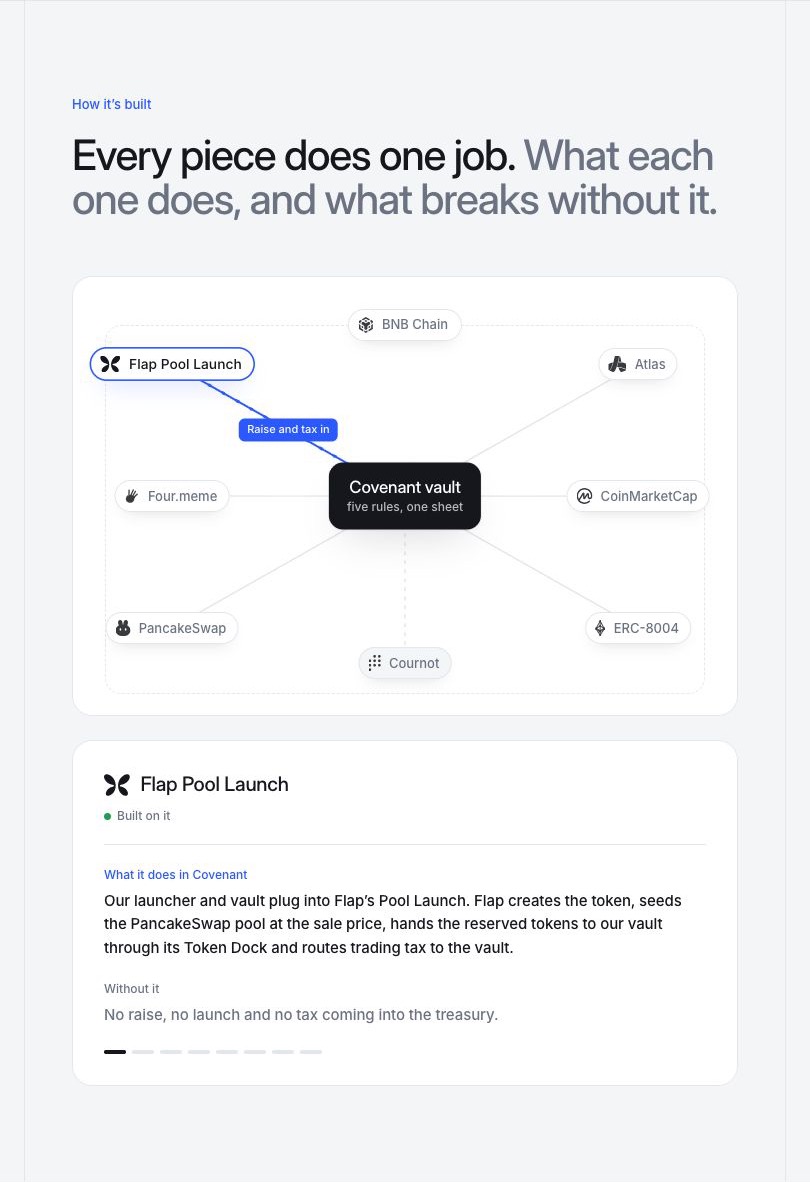 How it’s built
Every piece does one job. What each
one does, and what breaks without it.
BNB Chain
Flap Pool Launch
Atlas
Raise and tax in
Covenant vault
five rules, one sheet
Four.meme
CoinMarketCap
PancakeSwap
ERC-8004
Cournot
Flap Pool Launch
Built on it
What it does in Covenant
Our launcher and vault plug into Flap’s Pool Launch. Flap creates the token, seeds
the PancakeSwap pool at the sale price, hands the reserved tokens to our vault
through its Token Dock and routes trading tax to the vault.
Without it
No raise, no launch and no tax coming into the treasury.